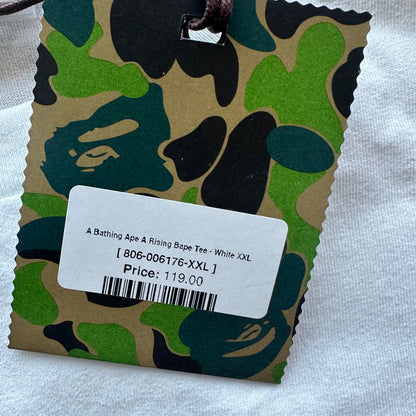 A Bathing Ape A Rising Bape Tee - White XXL
[ 806-006176-XXL ]
Price: 119.00